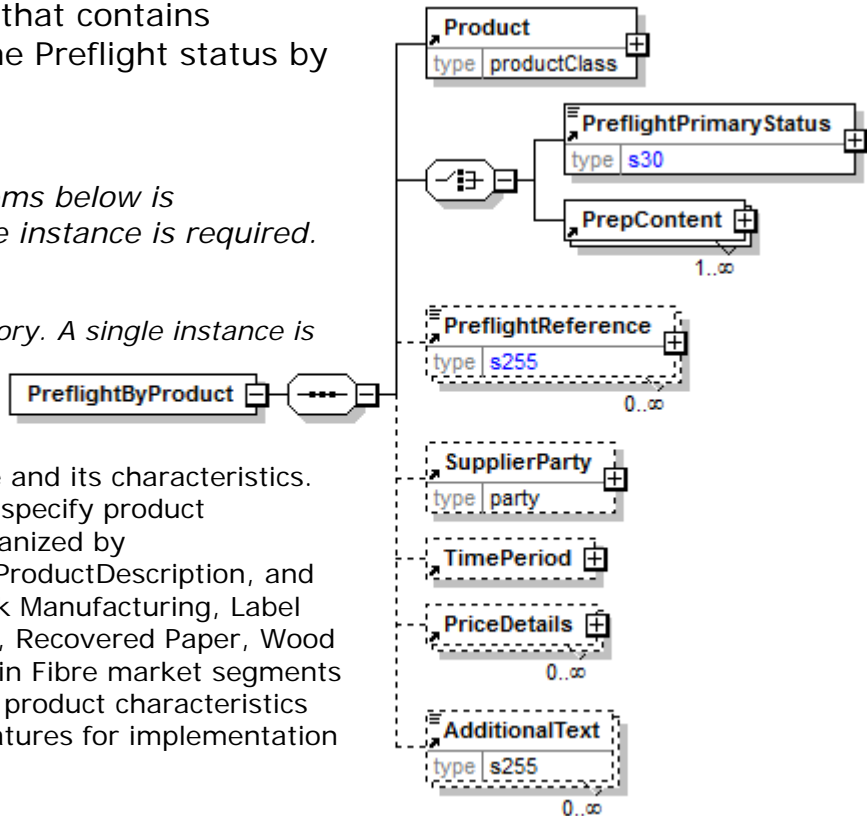 that contains
ne Preflight status by
ms below is
e instance is required.
ory. A single instance is
e and its characteristics.
specify product
anized by
ProductDescription, and
k Manufacturing, Label
, Recovered Paper, Wood
in Fibre market segments
product characteristics
atures for implementation
PreflightByProduct
Product
type productClass
PreflightPrimaryStatus
type s30
PrepContent
1..∞
PreflightReference
type s255
0..∞
SupplierParty
type party
TimePeriod
PriceDetails
0..∞
AdditionalText
type s255
0..∞